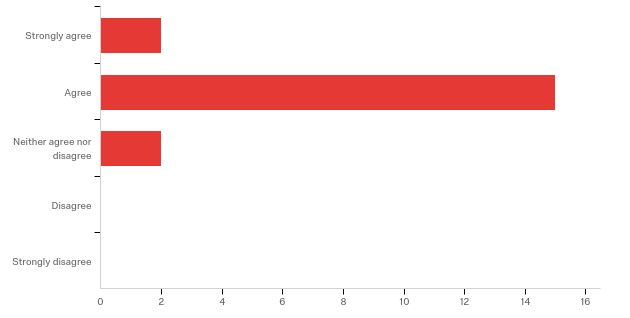 Strongly agree
Agree
Neither agree nor
disagree
Disagree
Strongly disagree
0 2 4 6 8 10 12 14 16